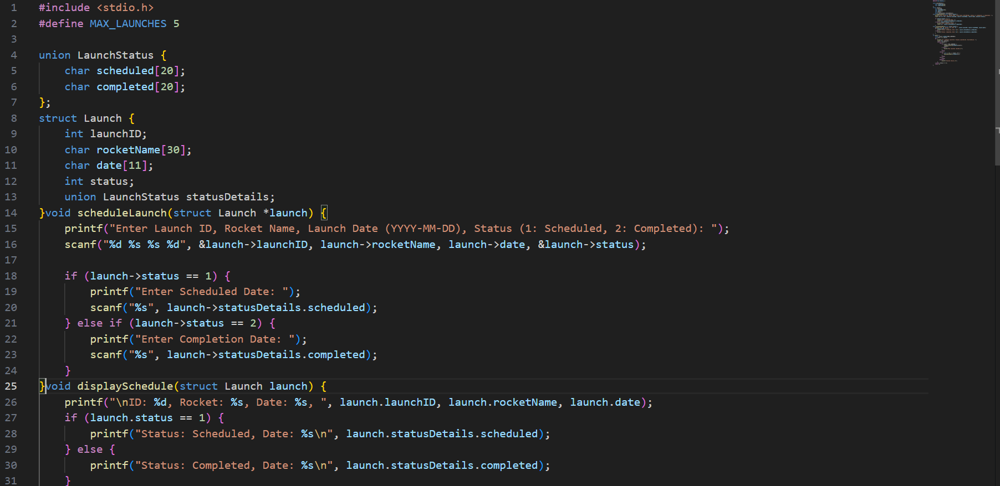 1 #include <stdio.h>
2 #define MAX_LAUNCHES 5
3
4 union LaunchStatus {
5     char scheduled[20];
6     char completed[20];
7 };
8 struct Launch {
9     int launchID;
10     char rocketName[30];
11     char date[11];
12     int status;
13     union LaunchStatus statusDetails;
14 }void scheduleLaunch(struct Launch *launch) {
15     printf("Enter Launch ID, Rocket Name, Launch Date (YYYY-MM-DD), Status (1: Scheduled, 2: Completed): ");
16     scanf("%d %s %s %d", &launch->launchID, launch->rocketName, launch->date, &launch->status);
17
18     if (launch->status == 1) {
19         printf("Enter Scheduled Date: ");
20         scanf("%s", launch->statusDetails.scheduled);
21     } else if (launch->status == 2) {
22         printf("Enter Completion Date: ");
23         scanf("%s", launch->statusDetails.completed);
24     }
25 }void displaySchedule(struct Launch launch) {
26     printf("\nID: %d, Rocket: %s, Date: %s, ", launch.launchID, launch.rocketName, launch.date);
27     if (launch.status == 1) {
28         printf("Status: Scheduled, Date: %s\n", launch.statusDetails.scheduled);
29     } else {
30         printf("Status: Completed, Date: %s\n", launch.statusDetails.completed);
31     }